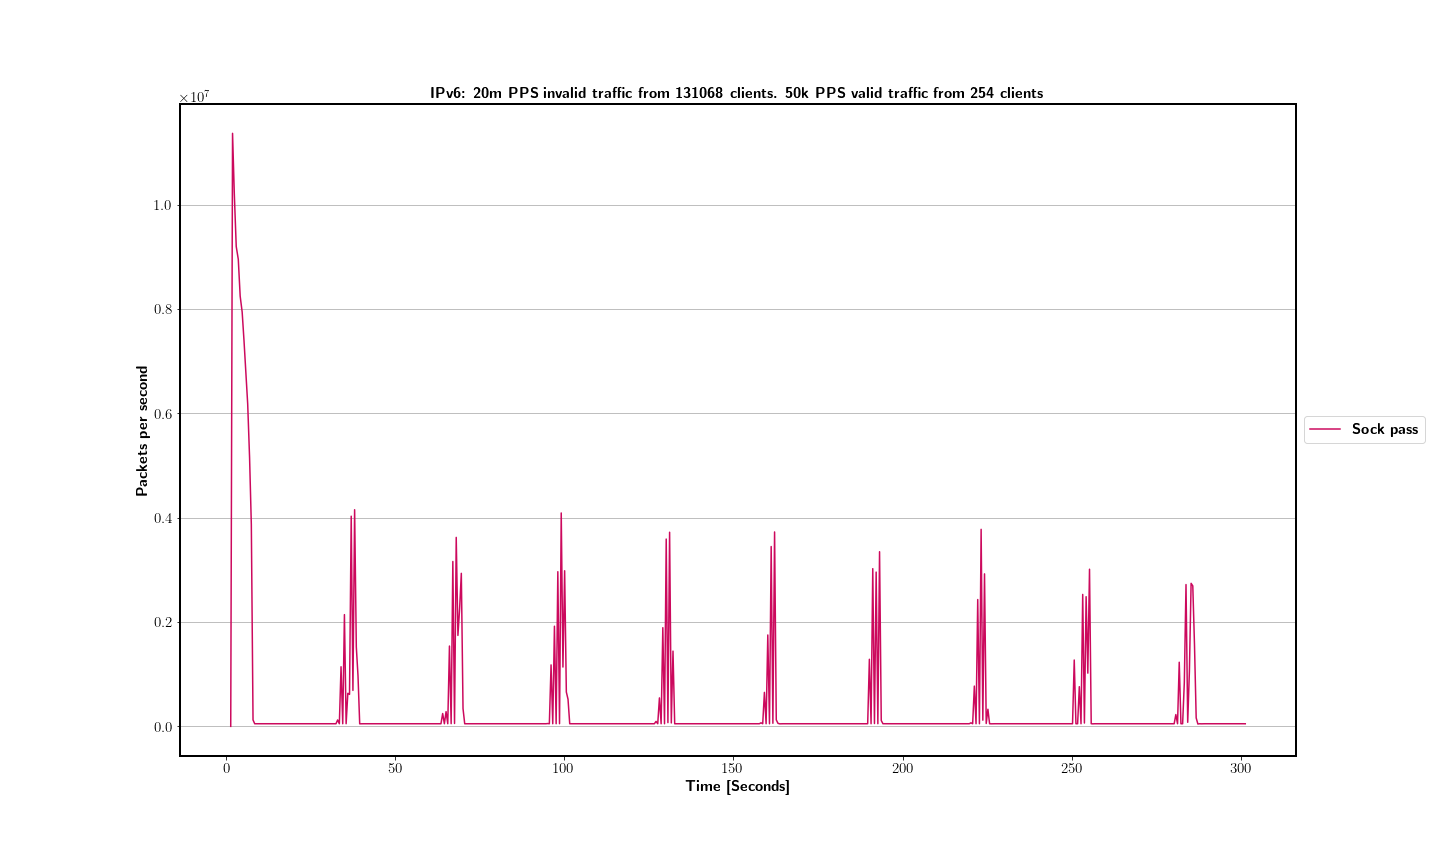 IPv6: 20m PPS invalid traffic from 131068 clients. 50k PPS valid traffic from 254 clients
×10⁷
1.0
0.8
0.6
0.4
0.2
0.0
Packets per second
0 50 100 150 200 250 300
Time [Seconds]
Sock pass